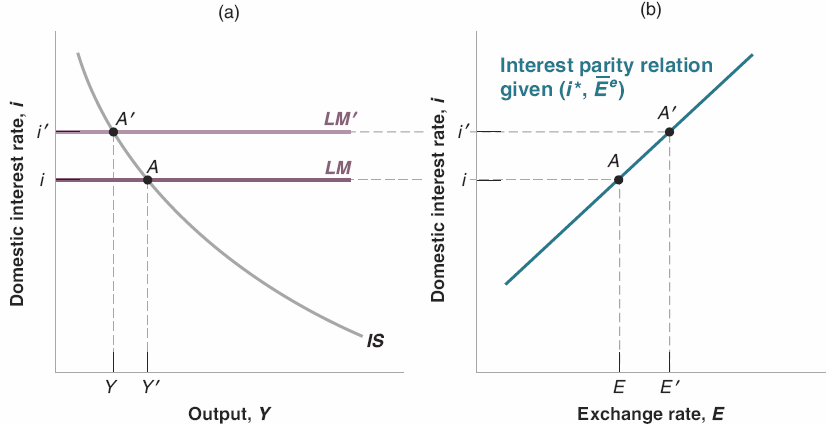 (a)
Domestic interest rate, i
i′
i
A′
A
LM′
LM
IS
Y
Y′
Output, Y
(b)
Domestic interest rate, i
Interest parity relation
given (i*, E̅ᵉ)
i′
i
A′
A
E
E′
Exchange rate, E